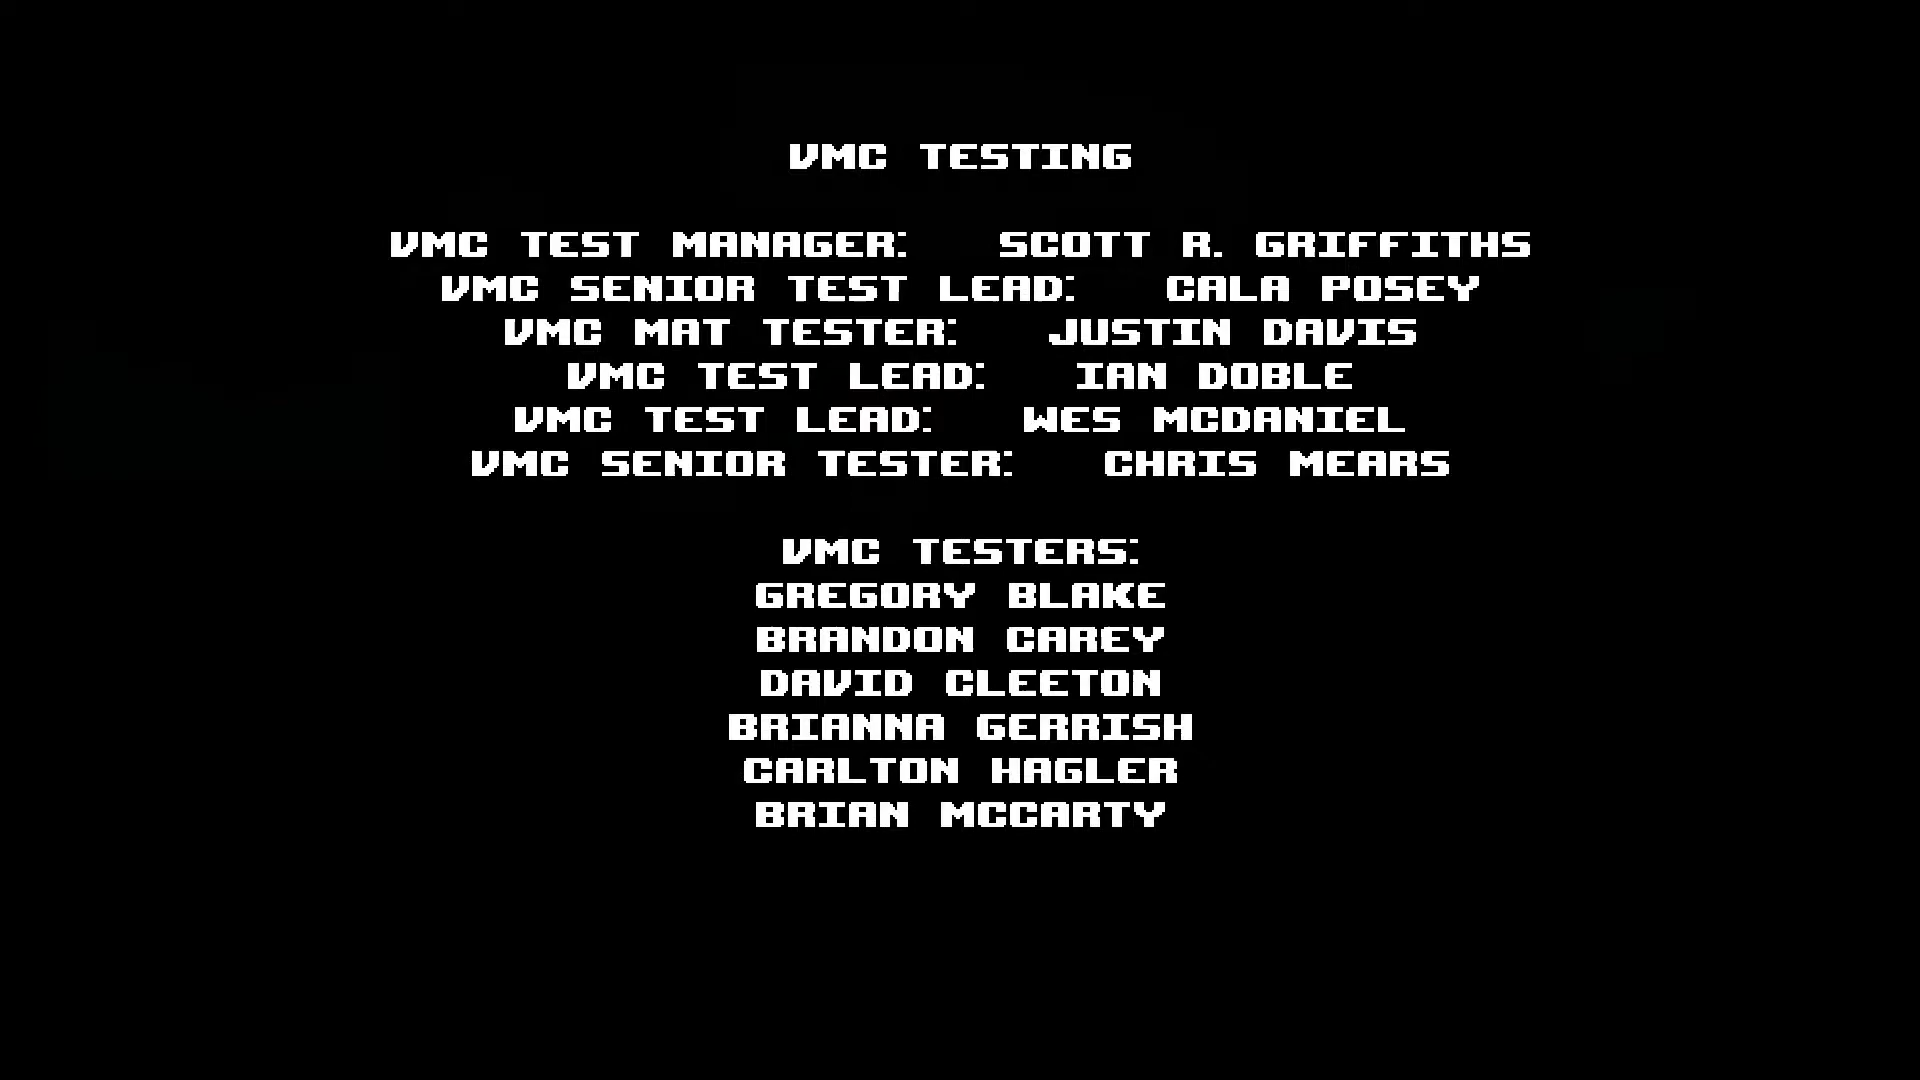 VMC TESTING
VMC TEST MANAGER: SCOTT R. GRIFFITHS
VMC SENIOR TEST LEAD: CALA POSEY
VMC MAT TESTER: JUSTIN DAVIS
VMC TEST LEAD: IAN DOBLE
VMC TEST LEAD: WES MCDANIEL
VMC SENIOR TESTER: CHRIS MEARS
VMC TESTERS:
GREGORY BLAKE
BRANDON CAREY
DAVID CLEETON
BRIANNA GERRISH
CARLTON HAGLER
BRIAN MCCARTY